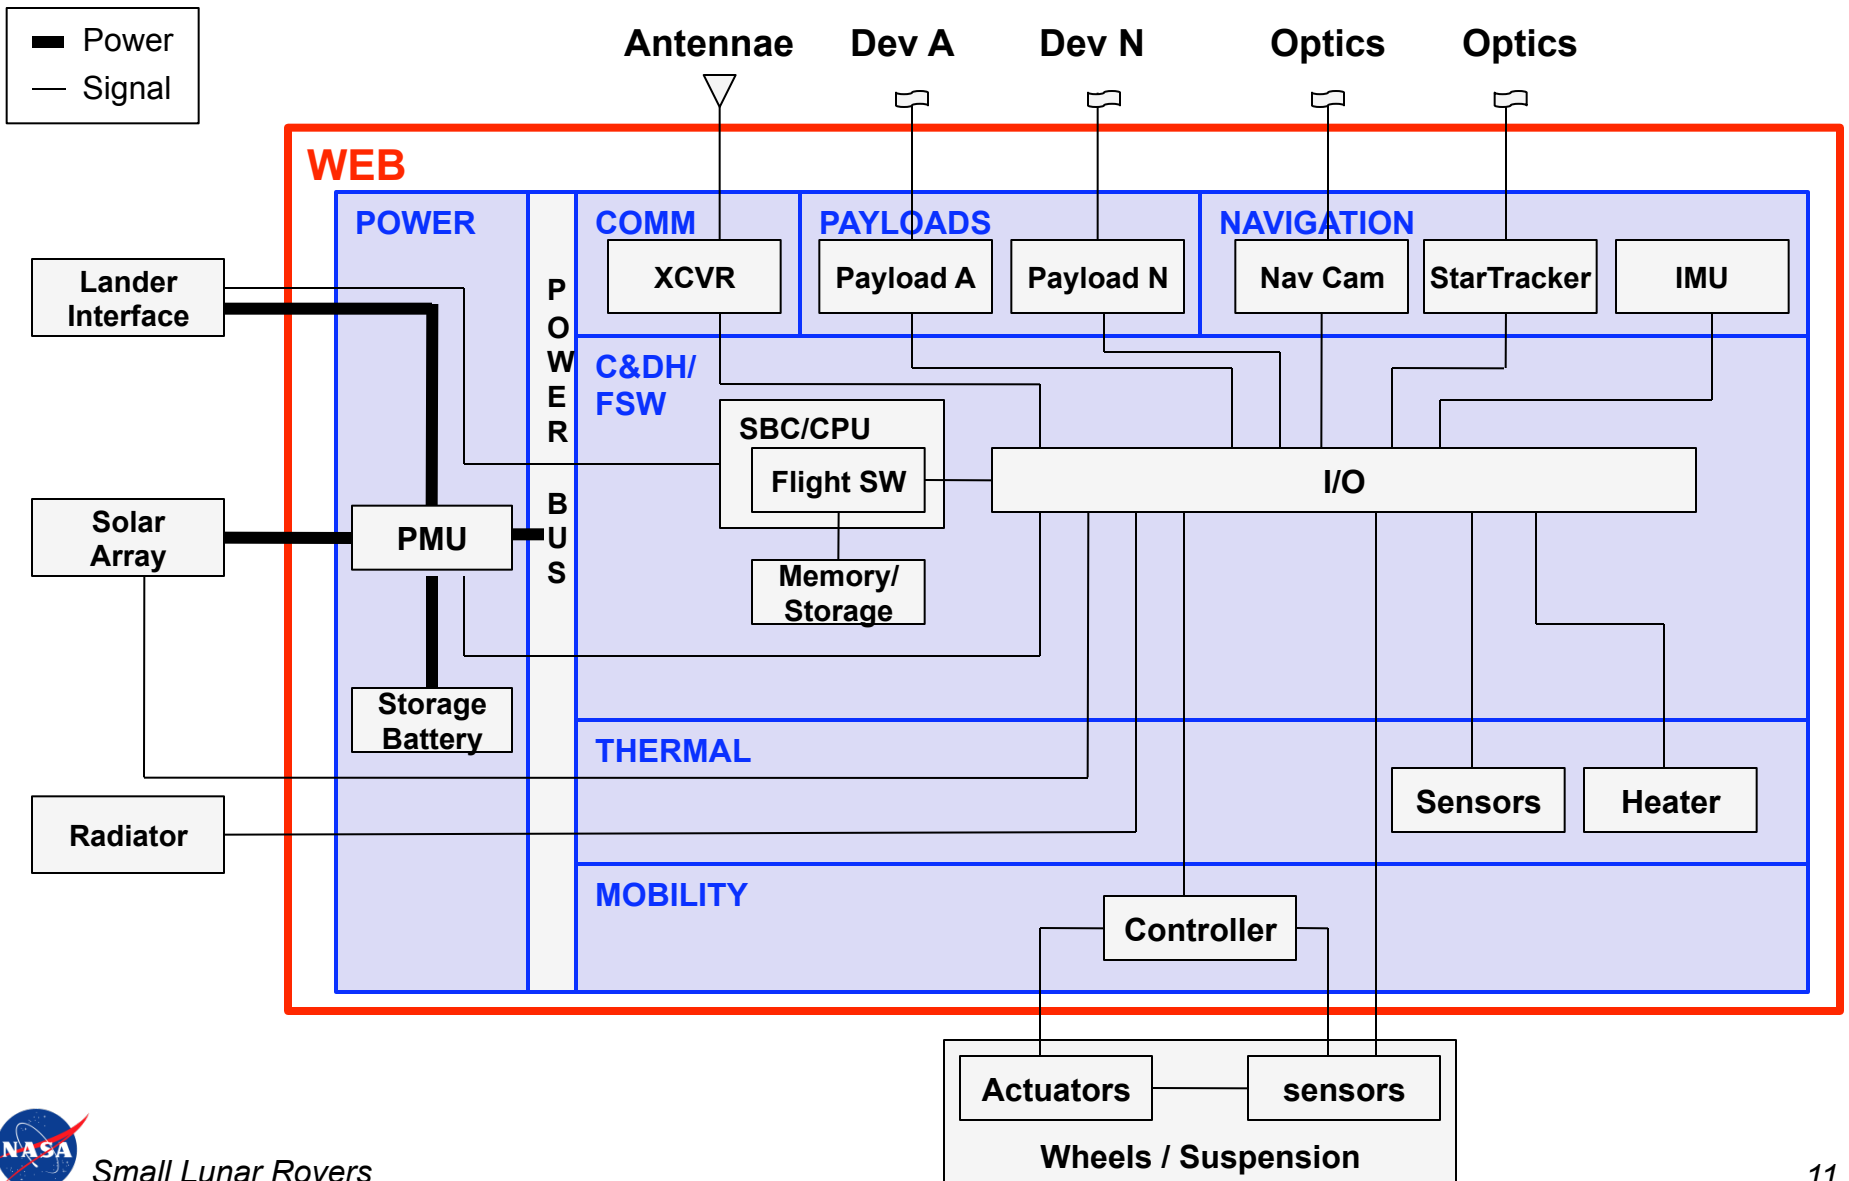 Power
Signal
Antennae
Dev A
Dev N
Optics
Optics
WEB
POWER
COMM
PAYLOADS
NAVIGATION
Lander
Interface
POWER BUS
XCVR
Payload A
Payload N
Nav Cam
StarTracker
IMU
C&DH/
FSW
SBC/CPU
Flight SW
I/O
Solar
Array
PMU
Memory/
Storage
Storage
Battery
THERMAL
Sensors
Heater
Radiator
MOBILITY
Controller
Actuators
sensors
Wheels / Suspension
NASA
Small Lunar Rovers
11